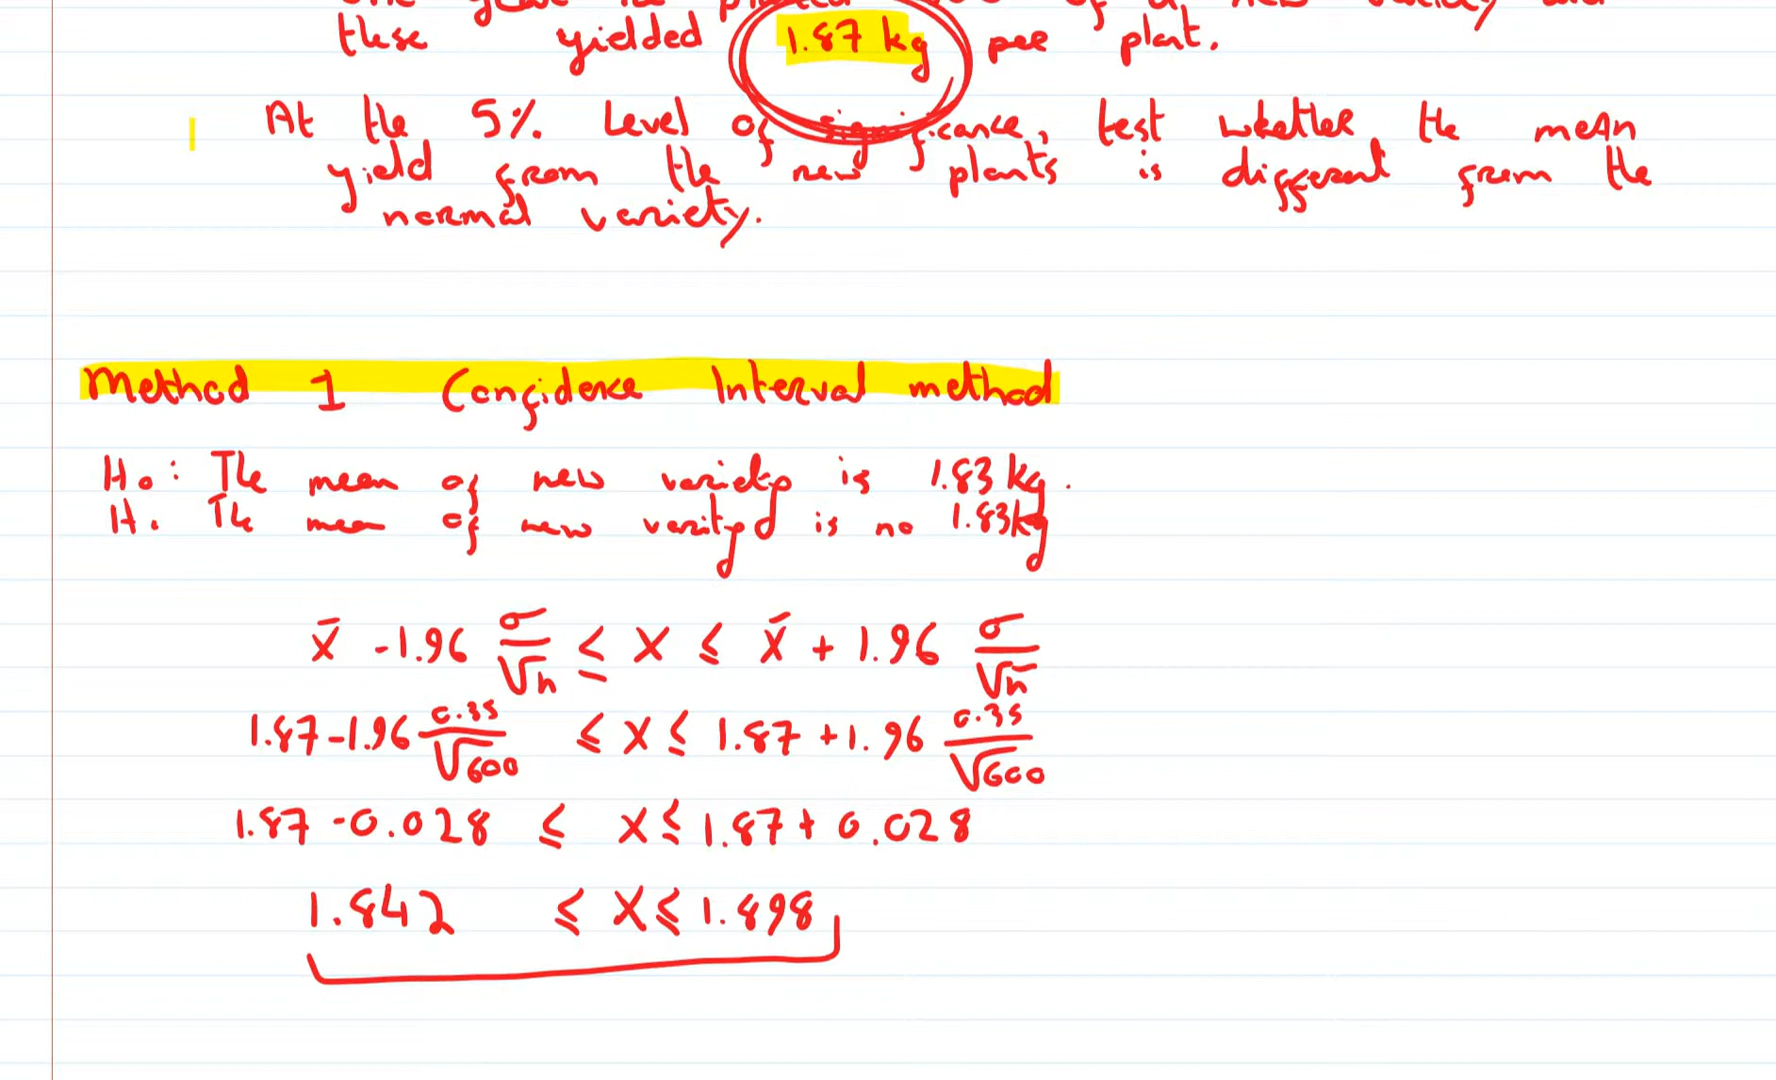 these yielded 1.87 kg per plant.
At the 5% Level of significance, test whether the mean
yield from the new plants is different from the
normal variety.
Method 1 Confidence Interval method
Ho: The mean of new variety is 1.83 kg.
H. The mean of new varityd is no 1.83kg
x̄ - 1.96 σ/√n ≤ X ≤ x̄ + 1.96 σ/√n
1.87 - 1.96 0.35/√600 ≤ X ≤ 1.87 + 1.96 0.35/√600
1.87 - 0.028 ≤ X ≤ 1.87 + 0.028
1.842 ≤ X ≤ 1.898